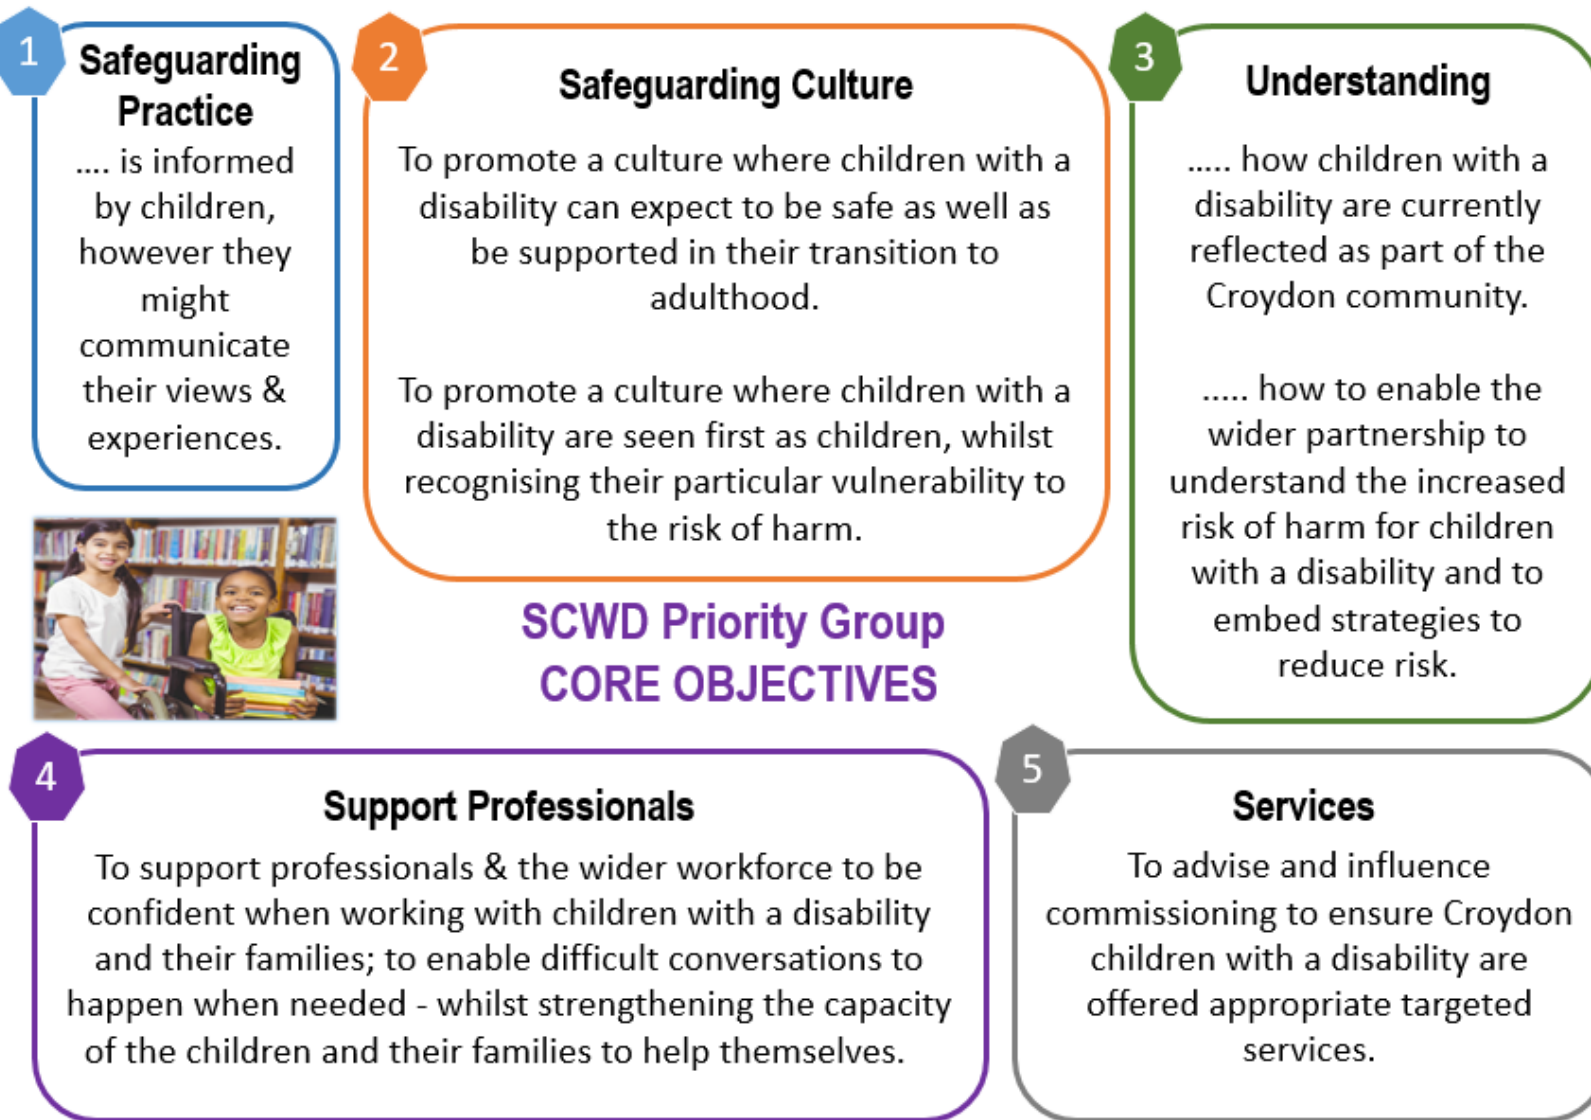 1
Safeguarding
Practice
.... is informed
by children,
however they
might
communicate
their views &
experiences.
2
Safeguarding Culture
To promote a culture where children with a
disability can expect to be safe as well as
be supported in their transition to
adulthood.
To promote a culture where children with a
disability are seen first as children, whilst
recognising their particular vulnerability to
the risk of harm.
3
Understanding
..... how children with a
disability are currently
reflected as part of the
Croydon community.
..... how to enable the
wider partnership to
understand the increased
risk of harm for children
with a disability and to
embed strategies to
reduce risk.
SCWD Priority Group
CORE OBJECTIVES
4
Support Professionals
To support professionals & the wider workforce to be
confident when working with children with a disability
and their families; to enable difficult conversations to
happen when needed - whilst strengthening the capacity
of the children and their families to help themselves.
5
Services
To advise and influence
commissioning to ensure Croydon
children with a disability are
offered appropriate targeted
services.